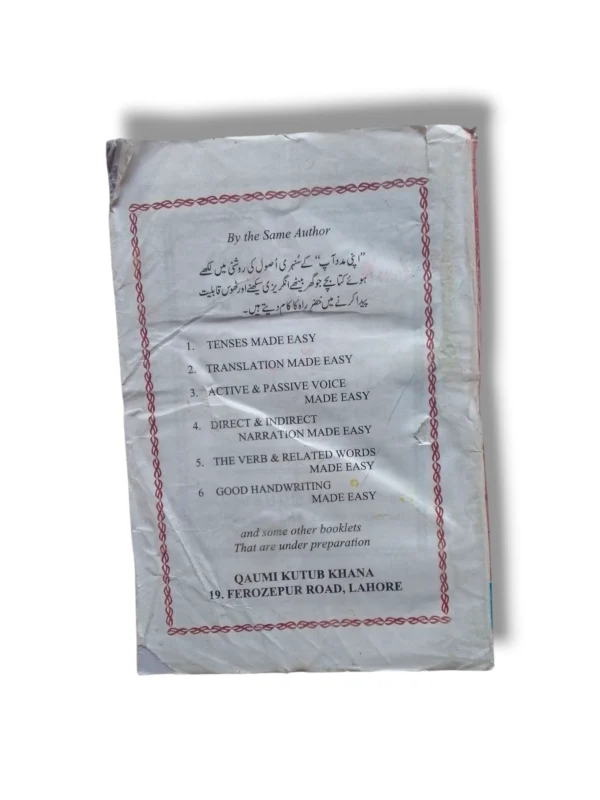 By the Same Author
"اپنی مدد آپ" کے سنہری اُصول کی روشنی میں لکھے
ہوئے کتابچے جو گھر بیٹھے انگریزی سیکھنے اور ٹھوس قابلیت
پیدا کرنے میں خضرِ راہ کا کام دیتے ہیں۔
1. TENSES MADE EASY
2. TRANSLATION MADE EASY
3. ACTIVE & PASSIVE VOICE
MADE EASY
4. DIRECT & INDIRECT
NARRATION MADE EASY
5. THE VERB & RELATED WORDS
MADE EASY
6 GOOD HANDWRITING
MADE EASY
and some other booklets
That are under preparation
QAUMI KUTUB KHANA
19. FEROZEPUR ROAD, LAHORE